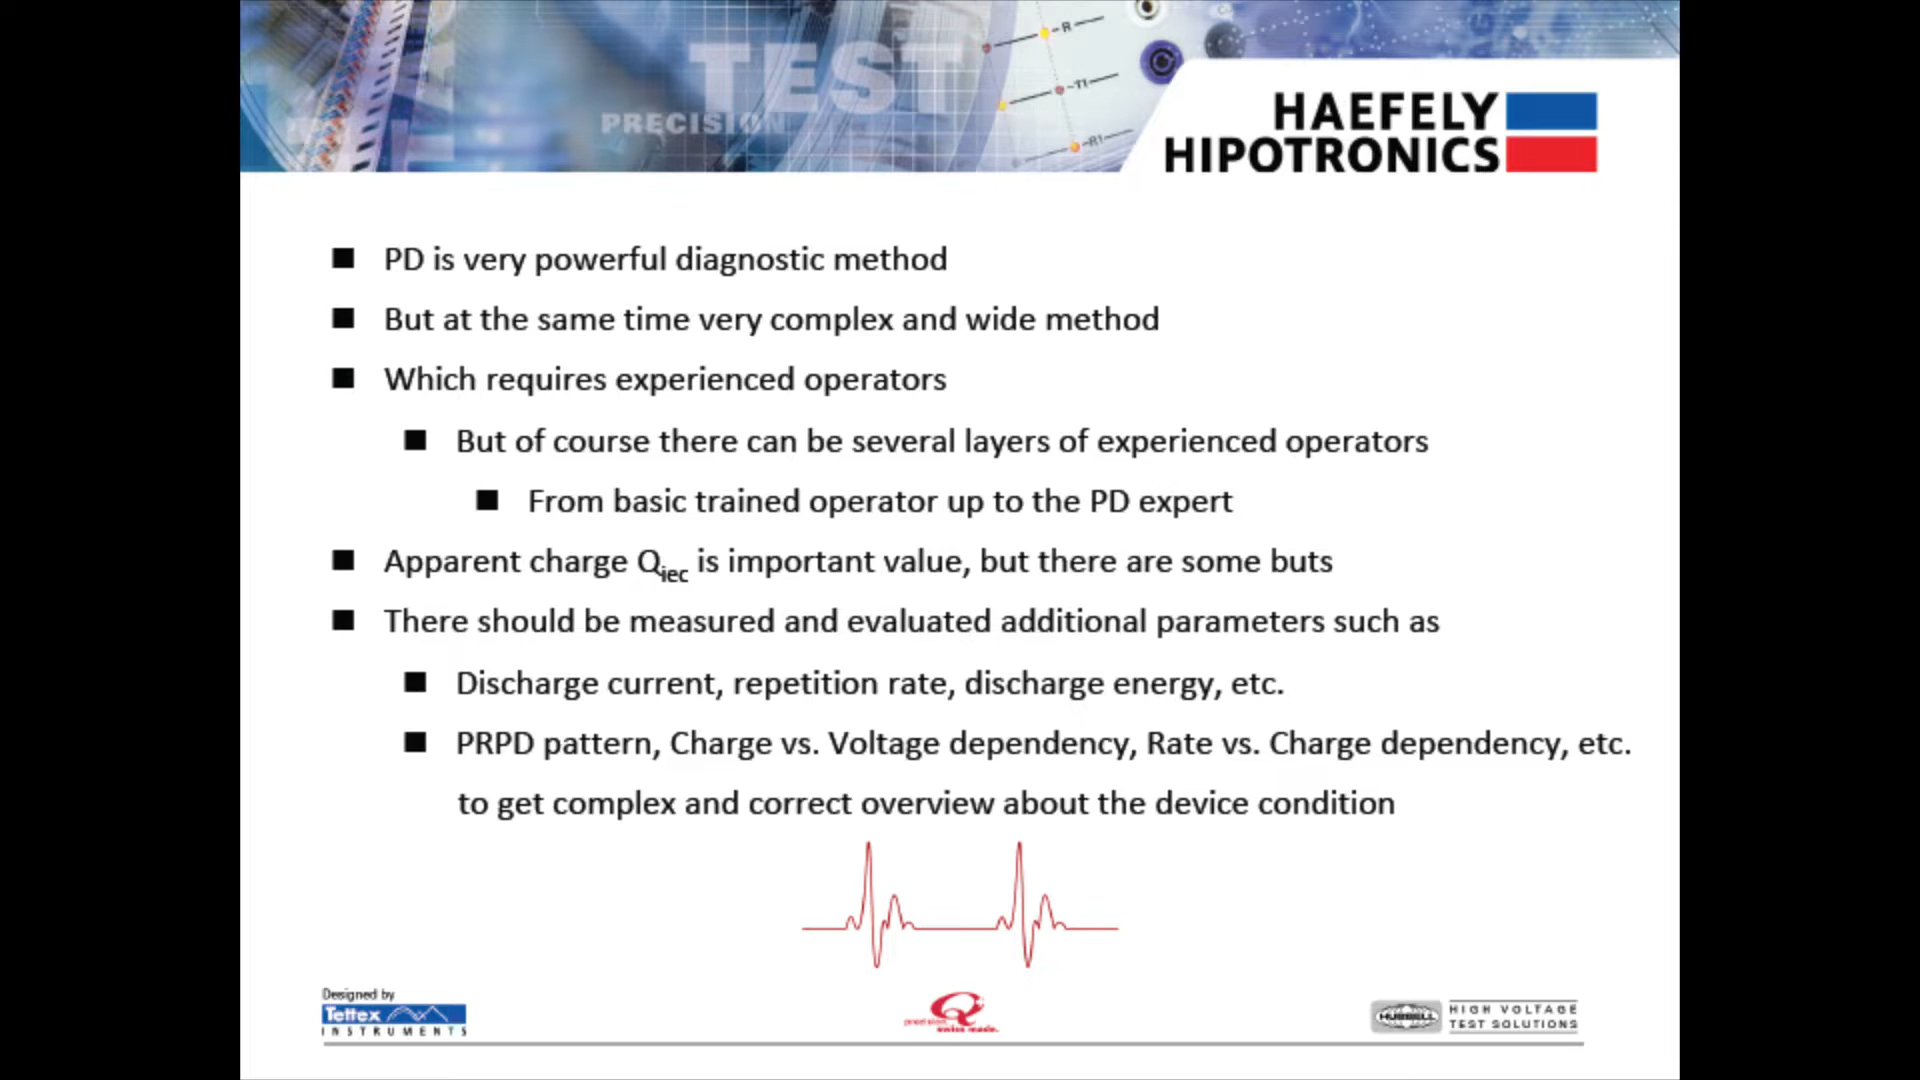 TEST
PRECISION
R
T1
R1
HAEFELY
HIPOTRONICS
PD is very powerful diagnostic method
But at the same time very complex and wide method
Which requires experienced operators
But of course there can be several layers of experienced operators
From basic trained operator up to the PD expert
Apparent charge Qiec is important value, but there are some buts
There should be measured and evaluated additional parameters such as
Discharge current, repetition rate, discharge energy, etc.
PRPD pattern, Charge vs. Voltage dependency, Rate vs. Charge dependency, etc.
to get complex and correct overview about the device condition
Designed by
Tettex
INSTRUMENTS
precision.
swiss made.
HUBBELL
HIGH VOLTAGE
TEST SOLUTIONS